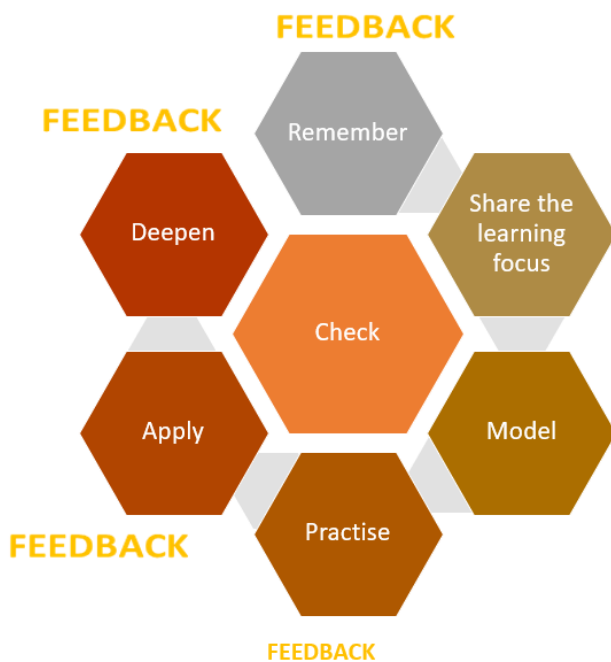 FEEDBACK
Remember
FEEDBACK
Share the
learning
focus
Deepen
Check
Apply
Model
Practise
FEEDBACK
FEEDBACK